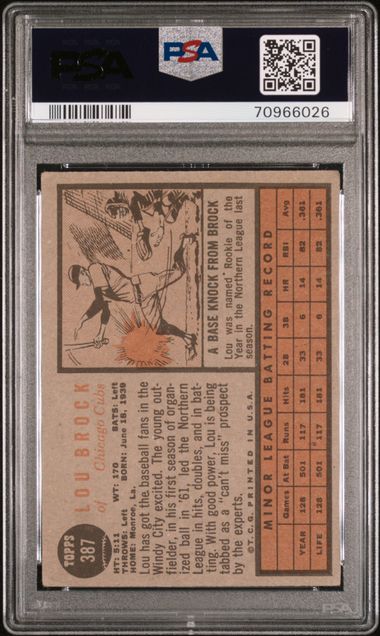 PSA
PSA
70966026
TOPPS
387
LOU BROCK
of Chicago Cubs
HT: 5:11 WT: 170 BATS: Left
THROWS: Left BORN: June 18, 1939
HOME: Monroe, La.
Lou has got the baseball fans in the
Windy City excited. The young out-
fielder, in his first season of organ-
ized ball in '61, led the Northern
League in hits, doubles, and in bat-
ting. With good power, Lou is being
tabbed as a "can't miss" prospect
by the experts.
©T.C.G. PRINTED IN U.S.A.
A BASE KNOCK FROM BROCK
Lou was named Rookie of the
Year in the Northern League last
season.
MINOR LEAGUE BATTING RECORD
Games At Bat Runs Hits 2B 3B HR RBI Avg
YEAR 128 501 117 181 33 6 14 82 .361
LIFE 128 501 117 181 33 6 14 82 .361